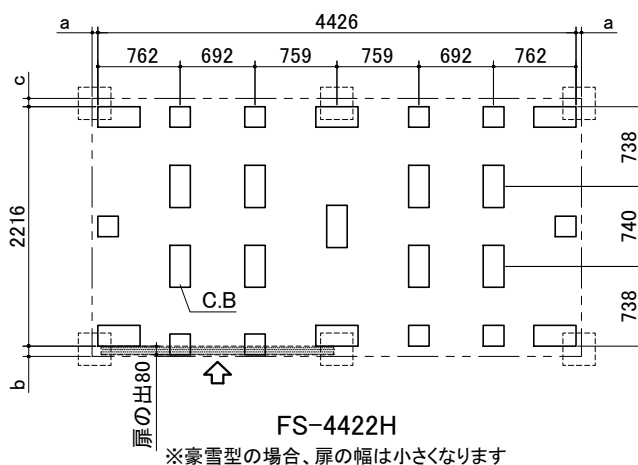 a
4426
a
762
692
759
759
692
762
c
738
2216
740
C.B
738
b
扉の出80
FS-4422H
※豪雪型の場合、扉の幅は小さくなります